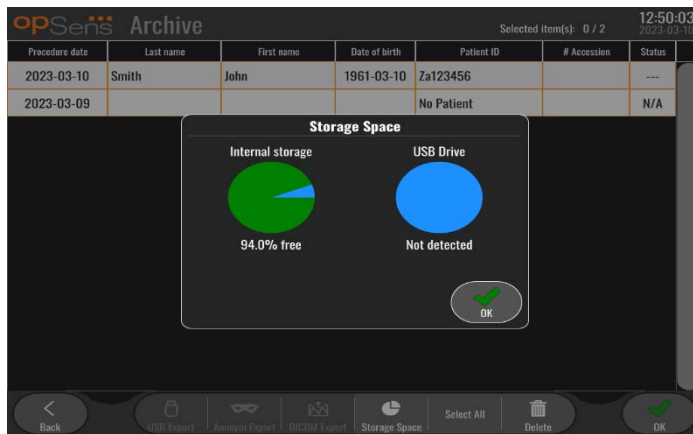 opSens Archive Selected item(s): 0 / 2 12:50:03
2023-03-10
Procedure date Last name First name Date of birth Patient ID # Accession Status
2023-03-10 Smith John 1961-03-10 Za123456 ---
2023-03-09 No Patient N/A
Storage Space
Internal storage USB Drive
94.0% free Not detected
OK
Back USB Export Anonym Export DICOM Export Storage Space Select All Delete OK